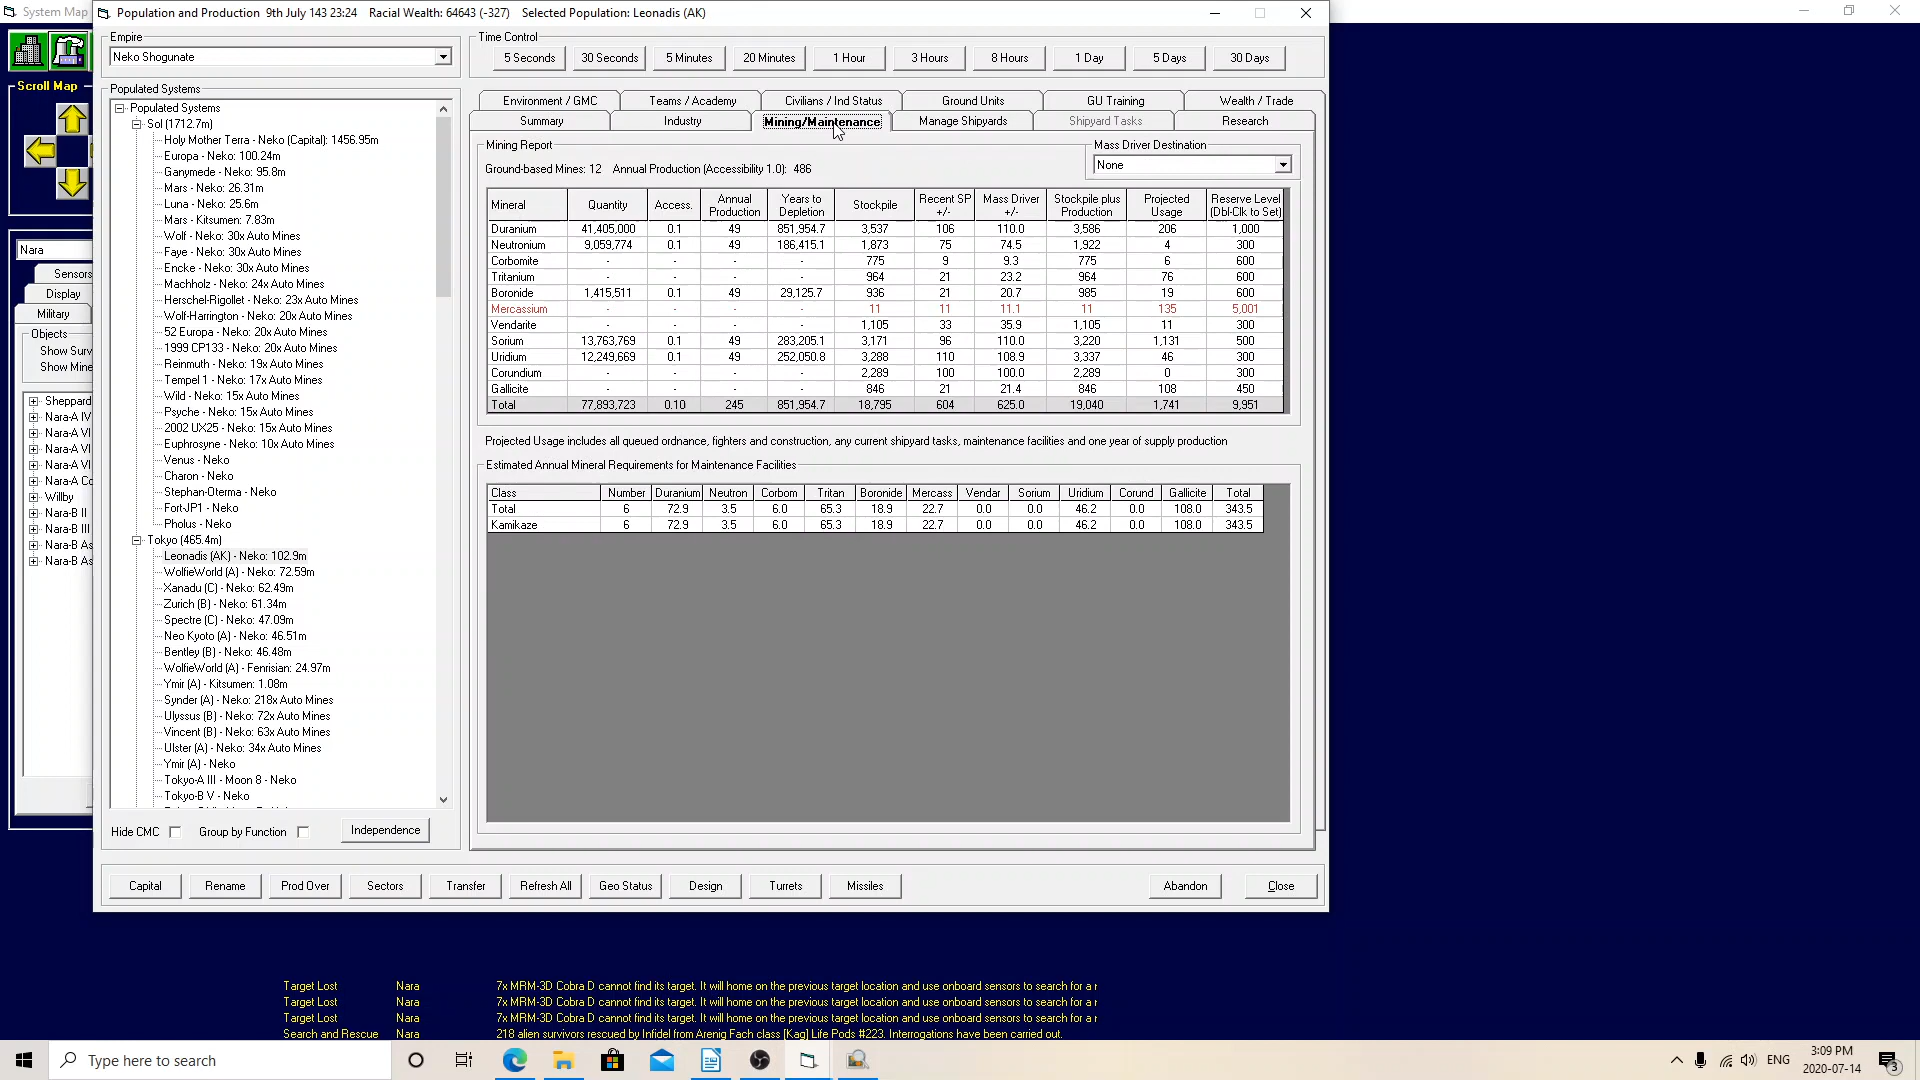 System Map
Population and Production   9th July 143 23:24   Racial Wealth: 64643 (-327)   Selected Population: Leonadis (AK)
Scroll Map
Nara
Sensors
Display
Military
Objects
Show Surv
Show Mine
Sheppard
Nara-A IV
Nara-A VI
Nara-A VI
Nara-A VI
Nara-A Co
Willby
Nara-B II
Nara-B III
Nara-B As
Nara-B As
Empire
Neko Shogunate
Populated Systems
Populated Systems
Sol (1712.7m)
Holy Mother Terra - Neko (Capital): 1456.95m
Europa - Neko: 100.24m
Ganymede - Neko: 95.8m
Mars - Neko: 26.31m
Luna - Neko: 25.6m
Mars - Kitsumen: 7.83m
Wolf - Neko: 30x Auto Mines
Faye - Neko: 30x Auto Mines
Encke - Neko: 30x Auto Mines
Machholz - Neko: 24x Auto Mines
Herschel-Rigollet - Neko: 23x Auto Mines
Wolf-Harrington - Neko: 20x Auto Mines
52 Europa - Neko: 20x Auto Mines
1999 CP133 - Neko: 20x Auto Mines
Reinmuth - Neko: 19x Auto Mines
Tempel 1 - Neko: 17x Auto Mines
Wild - Neko: 15x Auto Mines
Psyche - Neko: 15x Auto Mines
2002 UX25 - Neko: 15x Auto Mines
Euphrosyne - Neko: 10x Auto Mines
Venus - Neko
Charon - Neko
Stephan-Oterma - Neko
Fort-JP1 - Neko
Pholus - Neko
Tokyo (465.4m)
Leonadis (AK) - Neko: 102.9m
WolfieWorld (A) - Neko: 72.59m
Xanadu (C) - Neko: 62.49m
Zurich (B) - Neko: 61.34m
Spectre (C) - Neko: 47.09m
Neo Kyoto (A) - Neko: 46.51m
Bentley (B) - Neko: 46.48m
WolfieWorld (A) - Fenrisian: 24.97m
Ymir (A) - Kitsumen: 1.08m
Synder (A) - Neko: 218x Auto Mines
Ulyssus (B) - Neko: 72x Auto Mines
Vincent (B) - Neko: 63x Auto Mines
Ulster (A) - Neko: 34x Auto Mines
Ymir (A) - Neko
Tokyo-A III - Moon 8 - Neko
Tokyo-B V - Neko
Hide CMC   Group by Function   Independence
Time Control
5 Seconds   30 Seconds   5 Minutes   20 Minutes   1 Hour   3 Hours   8 Hours   1 Day   5 Days   30 Days
Environment / GMC   Teams / Academy   Civilians / Ind Status   Ground Units   GU Training   Wealth / Trade
Summary   Industry   Mining/Maintenance   Manage Shipyards   Shipyard Tasks   Research
Mining Report
Ground-based Mines: 12   Annual Production (Accessibility 1.0): 486
Mass Driver Destination
None
Mineral   Quantity   Access.   Annual Production   Years to Depletion   Stockpile   Recent SP +/-   Mass Driver +/-   Stockpile plus Production   Projected Usage   Reserve Level (Dbl-Clk to Set)
Duranium   41,405,000   0.1   49   851,954.7   3,537   106   110.0   3,586   206   1,000
Neutronium   9,059,774   0.1   49   186,415.1   1,873   75   74.5   1,922   4   300
Corbomite   -   -   -   -   775   9   9.3   775   6   600
Tritanium   -   -   -   -   964   21   23.2   964   76   600
Boronide   1,415,511   0.1   49   29,125.7   936   21   20.7   985   19   600
Mercassium   -   -   -   -   11   11   11.1   11   135   5,001
Vendarite   -   -   -   -   1,105   33   35.9   1,105   11   300
Sorium   13,763,769   0.1   49   283,205.1   3,171   96   110.0   3,220   1,131   500
Uridium   12,249,669   0.1   49   252,050.8   3,288   110   108.9   3,337   46   300
Corundium   -   -   -   -   2,289   100   100.0   2,289   0   300
Gallicite   -   -   -   -   846   21   21.4   846   108   450
Total   77,893,723   0.10   245   851,954.7   18,795   604   625.0   19,040   1,741   9,951
Projected Usage includes all queued ordnance, fighters and construction, any current shipyard tasks, maintenance facilities and one year of supply production
Estimated Annual Mineral Requirements for Maintenance Facilities
Class   Number   Duranium   Neutron   Corbom   Tritan   Boronide   Mercass   Vendar   Sorium   Uridium   Corund   Gallicite   Total
Total   6   72.9   3.5   6.0   65.3   18.9   22.7   0.0   0.0   46.2   0.0   108.0   343.5
Kamikaze   6   72.9   3.5   6.0   65.3   18.9   22.7   0.0   0.0   46.2   0.0   108.0   343.5
Capital   Rename   Prod Over   Sectors   Transfer   Refresh All   Geo Status   Design   Turrets   Missiles   Abandon   Close
Target Lost   Nara   7x MRM-3D Cobra D cannot find its target. It will home on the previous target location and use onboard sensors to search for a
Target Lost   Nara   7x MRM-3D Cobra D cannot find its target. It will home on the previous target location and use onboard sensors to search for a
Target Lost   Nara   7x MRM-3D Cobra D cannot find its target. It will home on the previous target location and use onboard sensors to search for a
Search and Rescue   Nara   218 alien survivors rescued by Infidel from Arenig Fach class [Kag] Life Pods #223. Interrogations have been carried out.
Type here to search
ENG
3:09 PM
2020-07-14
3